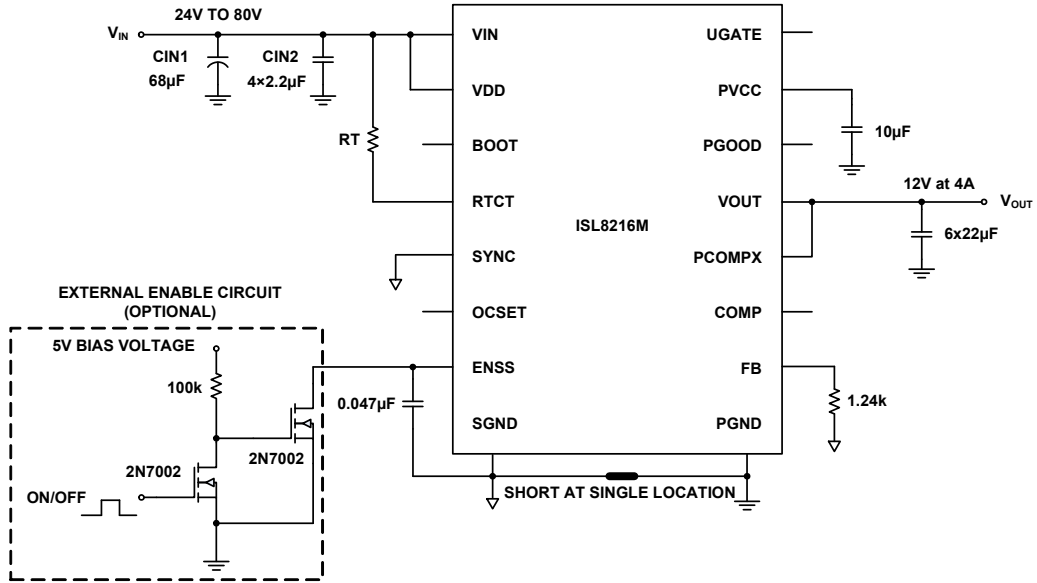 24V TO 80V
VIN
CIN1
68µF
CIN2
4×2.2µF
RT
VIN
VDD
BOOT
RTCT
SYNC
OCSET
ENSS
SGND
ISL8216M
UGATE
PVCC
PGOOD
VOUT
PCOMPX
COMP
FB
PGND
10µF
12V at 4A
VOUT
6x22µF
1.24k
EXTERNAL ENABLE CIRCUIT
(OPTIONAL)
5V BIAS VOLTAGE
100k
2N7002
2N7002
ON/OFF
0.047µF
SHORT AT SINGLE LOCATION